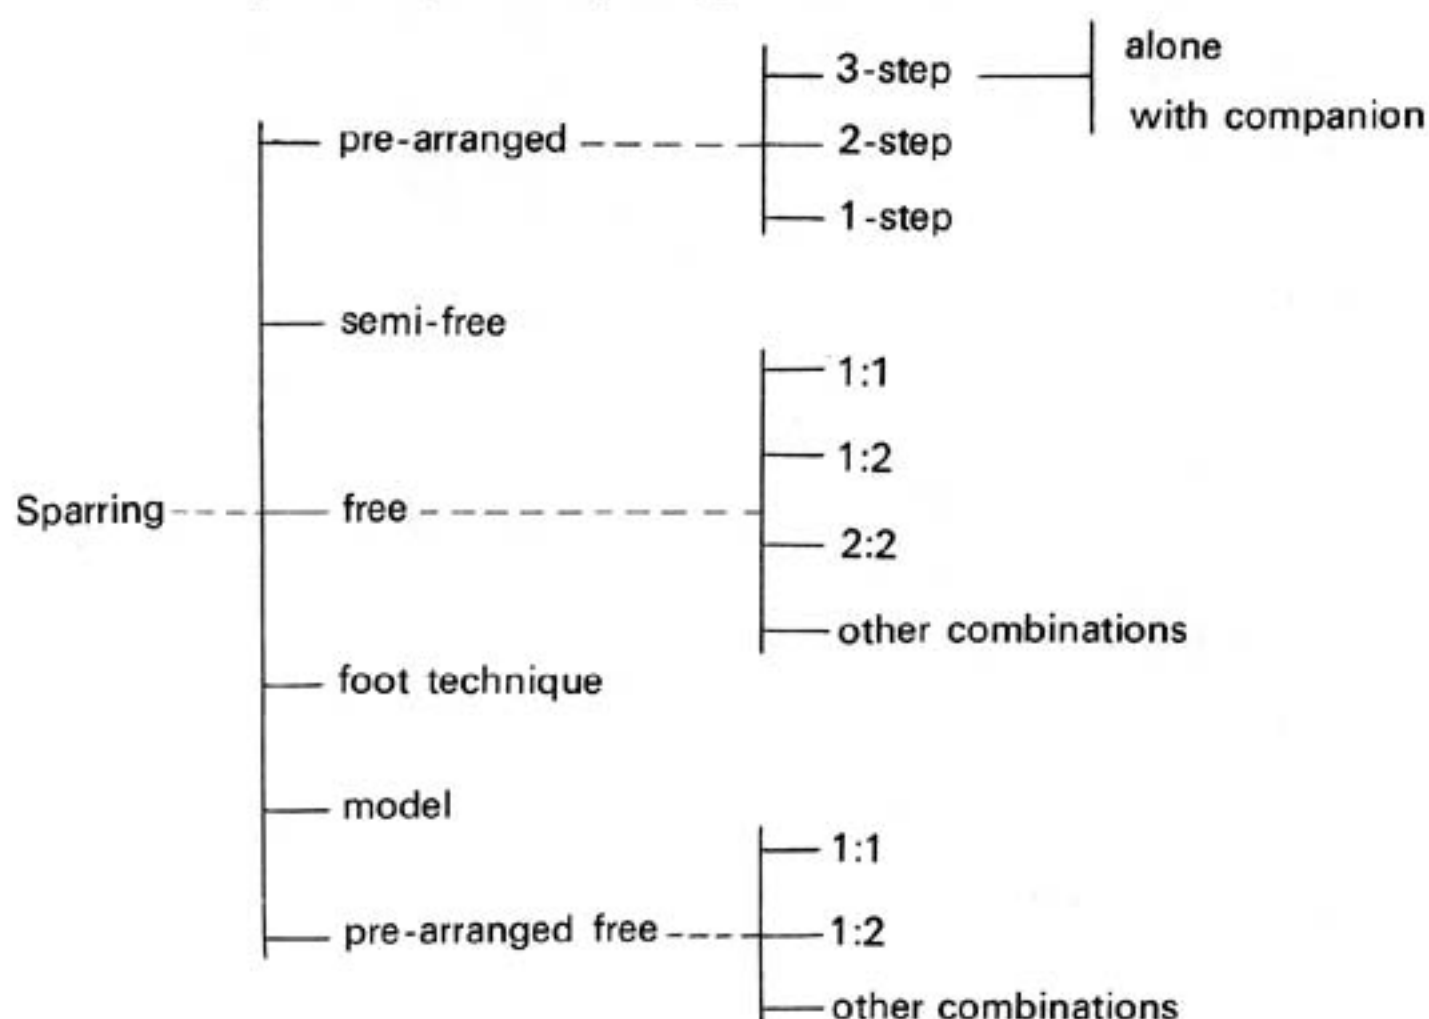 alone
3-step
with companion
pre-arranged
2-step
1-step
semi-free
1:1
1:2
Sparring
free
2:2
other combinations
foot technique
model
1:1
pre-arranged free
1:2
other combinations